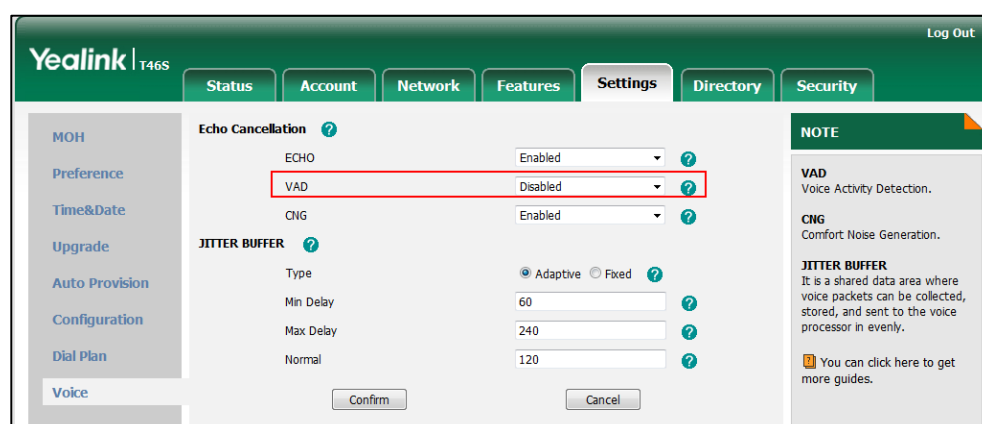 Log Out
Yealink | T46S
Status Account Network Features Settings Directory Security
MOH
Preference
Time&Date
Upgrade
Auto Provision
Configuration
Dial Plan
Voice
Echo Cancellation ?
ECHO Enabled ?
VAD Disabled ?
CNG Enabled ?
JITTER BUFFER ?
Type Adaptive Fixed ?
Min Delay 60 ?
Max Delay 240 ?
Normal 120 ?
Confirm Cancel
NOTE
VAD
Voice Activity Detection.
CNG
Comfort Noise Generation.
JITTER BUFFER
It is a shared data area where
voice packets can be collected,
stored, and sent to the voice
processor in evenly.
? You can click here to get
more guides.